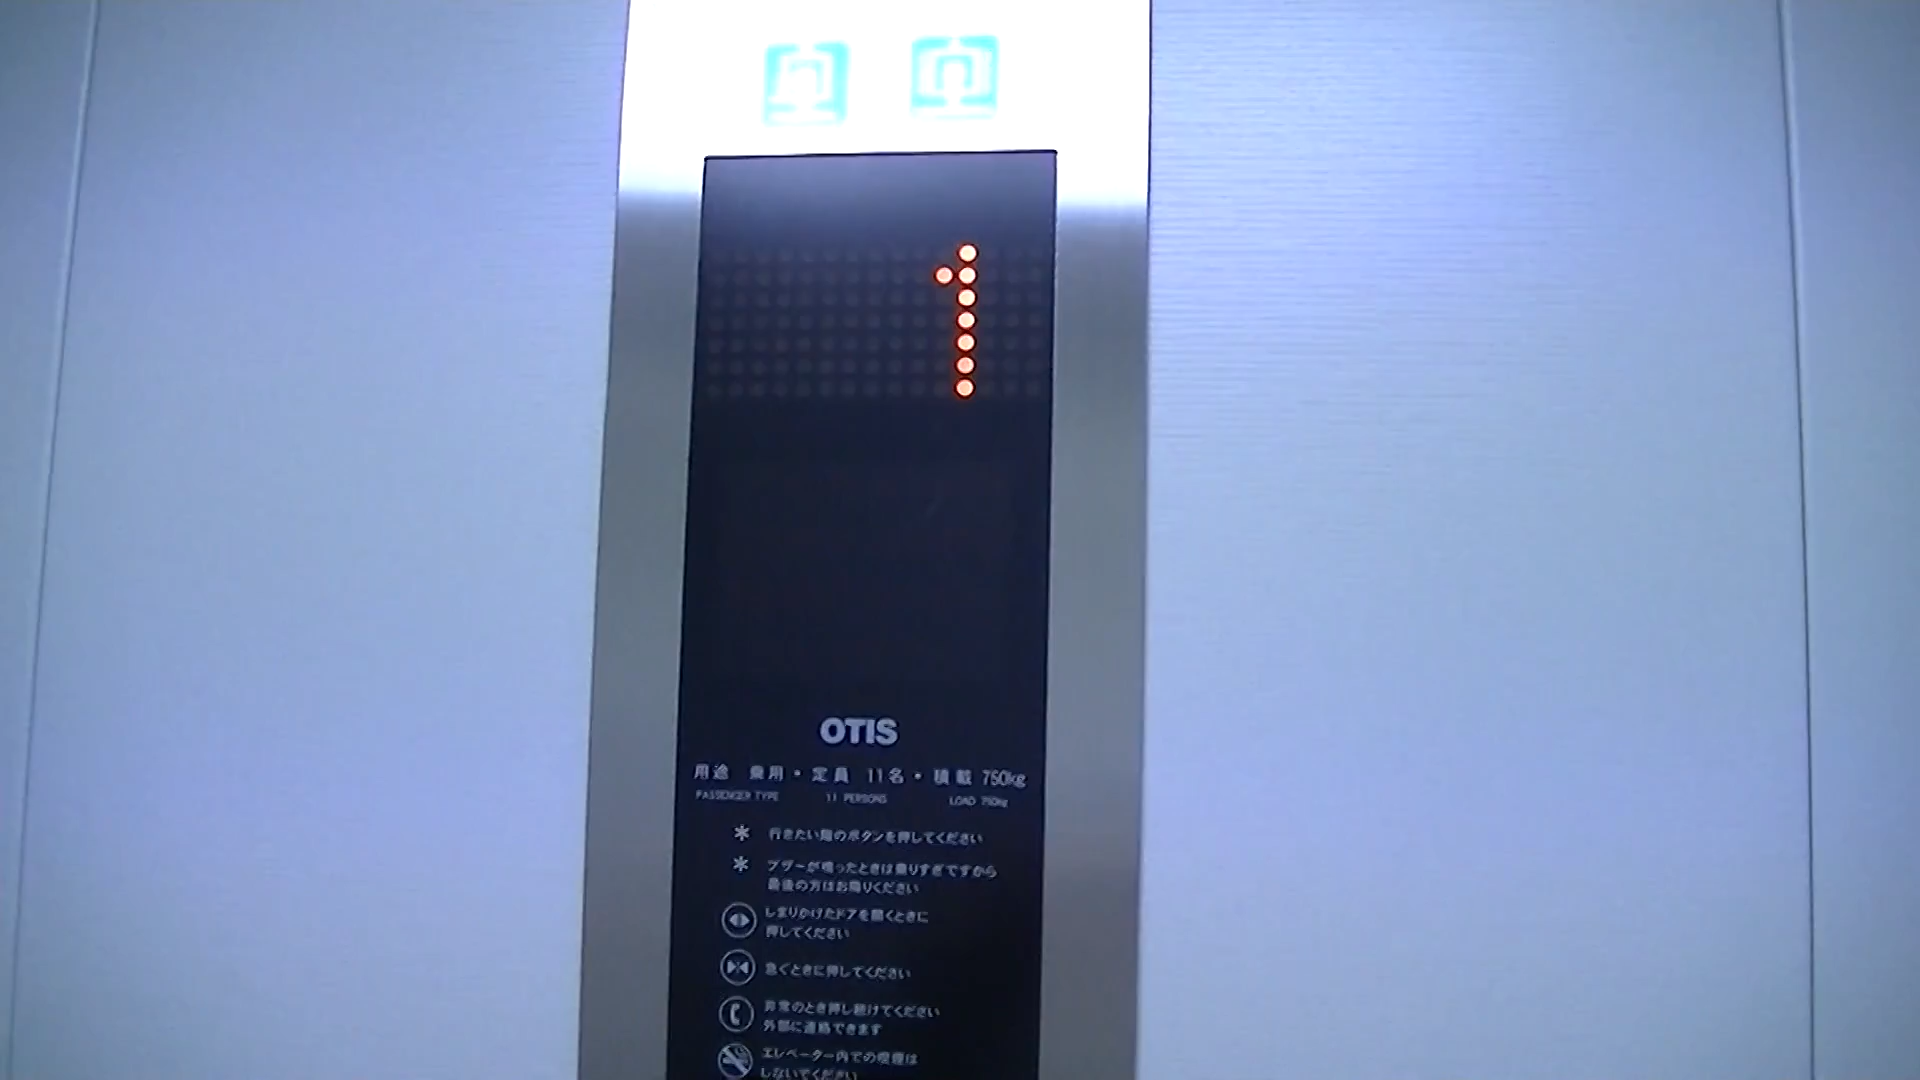 1
OTIS
用途 乗用・定員 11名・積載 750kg
PASSENGER TYPE 11 PERSONS LOAD 750kg
* 行きたい階のボタンを押してください
* ブザーが鳴ったときは乗りすぎですから
最後の方はお降りください
しまりかけたドアを開くときに
押してください
急ぐときに押してください
非常のとき押し続けてください
外部に連絡できます
エレベーター内での喫煙は
しないでください